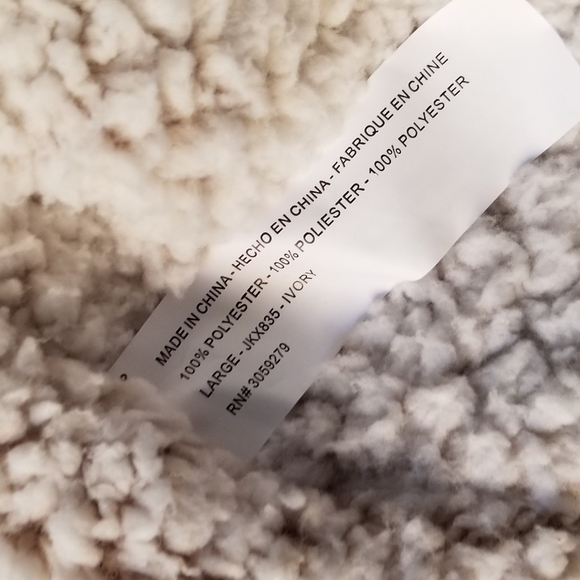 MADE IN CHINA - HECHO EN CHINA - FABRIQUE EN CHINE
100% POLYESTER - 100% POLIESTER - 100% POLYESTER
LARGE - JKX835 - IVORY
RN# 3059279